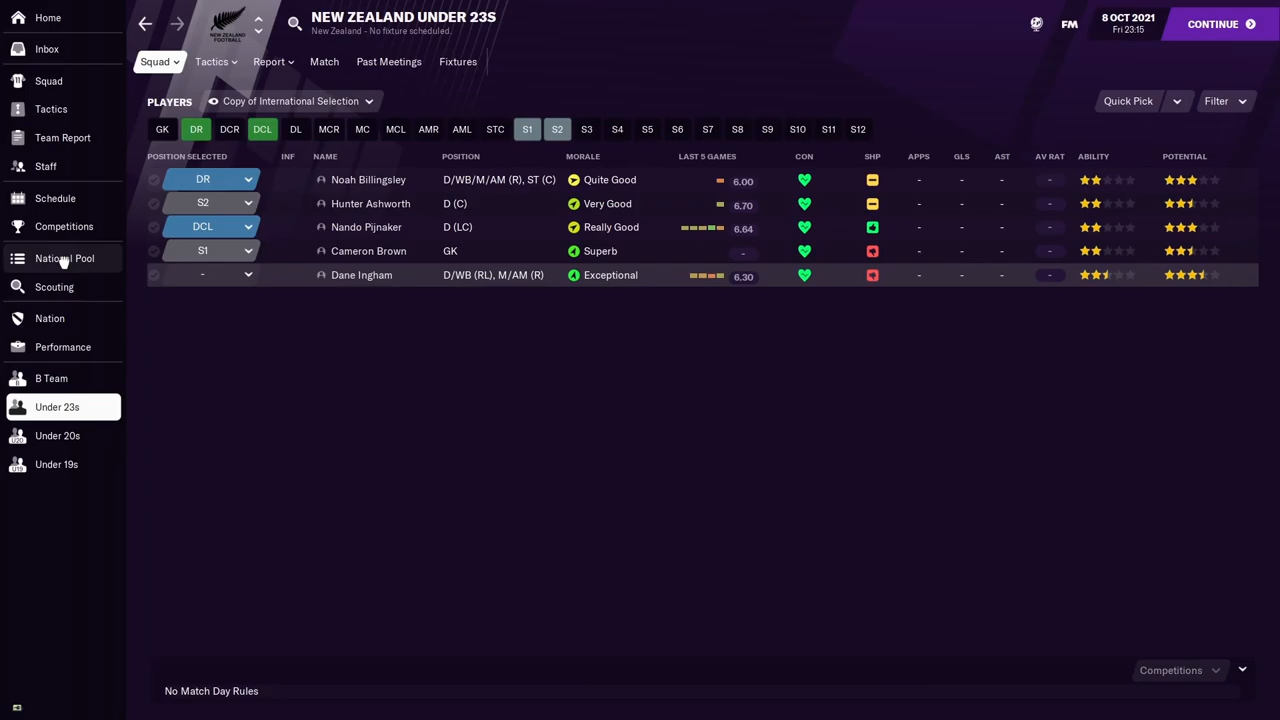 Home
Inbox
Squad
Tactics
Team Report
Staff
Schedule
Competitions
National Pool
Scouting
Nation
Performance
B Team
Under 23s
Under 20s
Under 19s
NEW ZEALAND FOOTBALL
NEW ZEALAND UNDER 23S
New Zealand - No fixture scheduled.
FM
8 OCT 2021
Fri 23:15
CONTINUE
Squad Tactics Report Match Past Meetings Fixtures
PLAYERS Copy of International Selection Quick Pick Filter
GK DR DCR DCL DL MCR MC MCL AMR AML STC S1 S2 S3 S4 S5 S6 S7 S8 S9 S10 S11 S12
POSITION SELECTED INF NAME POSITION MORALE LAST 5 GAMES CON SHP APPS GLS AST AV RAT ABILITY POTENTIAL
DR Noah Billingsley D/WB/M/AM (R), ST (C) Quite Good 6.00 - - - -
S2 Hunter Ashworth D (C) Very Good 6.70 - - - -
DCL Nando Pijnaker D (LC) Really Good 6.64 - - - -
S1 Cameron Brown GK Superb - - - - -
- Dane Ingham D/WB (RL), M/AM (R) Exceptional 6.30 - - - -
Competitions
No Match Day Rules